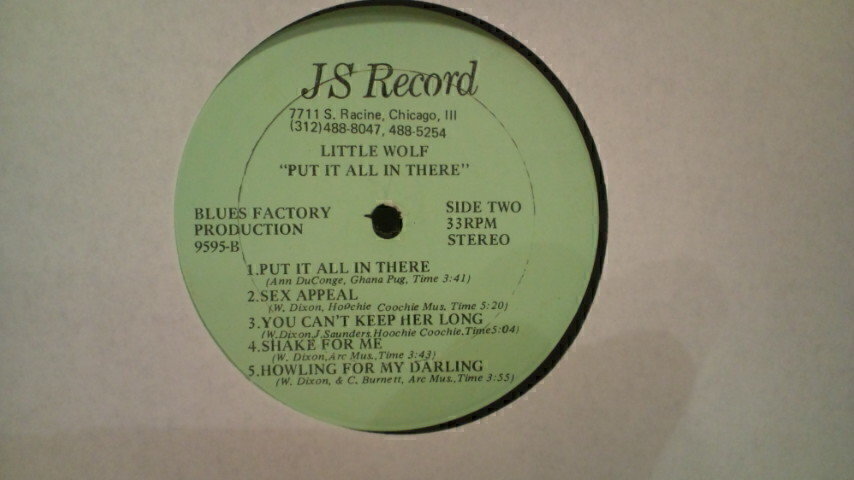 JS Record
7711 S. Racine, Chicago, Ill
(312)488-8047, 488-5254
LITTLE WOLF
"PUT IT ALL IN THERE"
BLUES FACTORY
PRODUCTION
9595-B
SIDE TWO
33RPM
STEREO
1.PUT IT ALL IN THERE
(Ann DuConge, Ghana Pug, Time 3:41)
2.SEX APPEAL
(W. Dixon, Hoochie Coochie Mus. Time 5:20)
3.YOU CAN'T KEEP HER LONG
(W.Dixon,J.Saunders,Hoochie Coochie,Time5:04)
4.SHAKE FOR ME
(W. Dixon,Arc Mus.,Time 3:43)
5.HOWLING FOR MY DARLING
(W. Dixon, & C. Burnett, Arc Mus., Time 3:55)